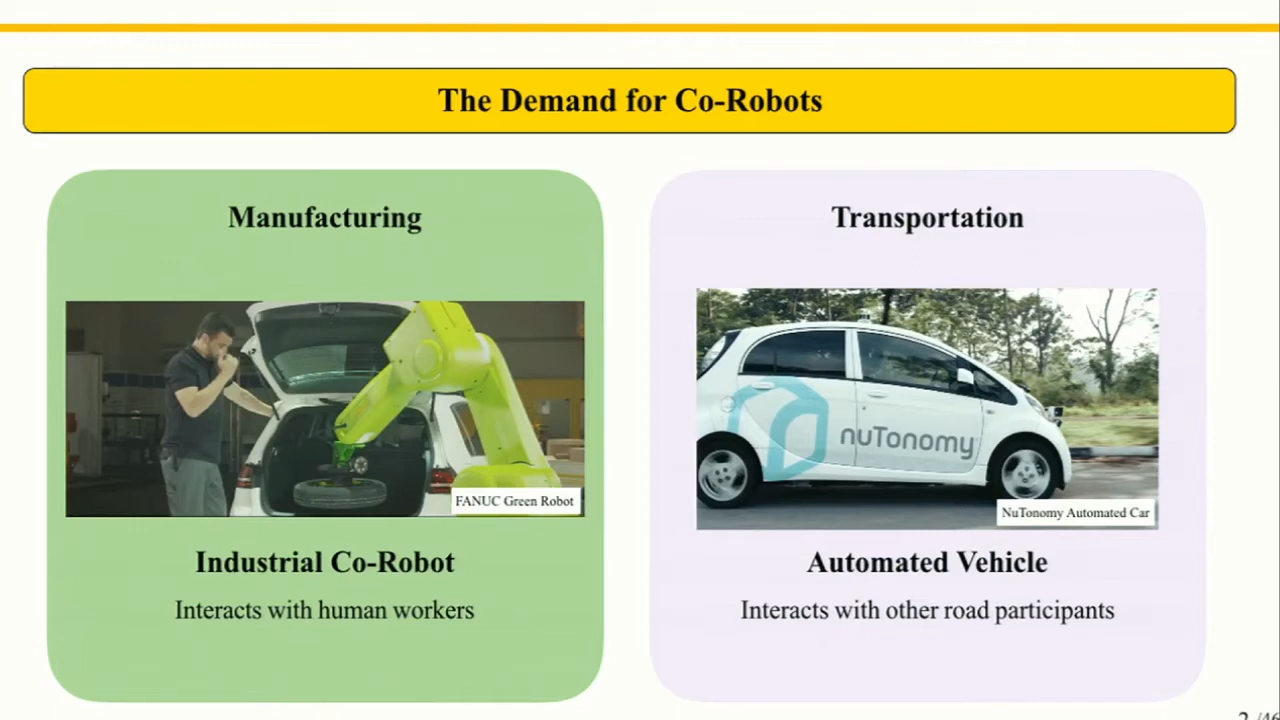 The Demand for Co-Robots
Manufacturing
FANUC Green Robot
Industrial Co-Robot
Interacts with human workers
Transportation
nuTonomy
NuTonomy Automated Car
Automated Vehicle
Interacts with other road participants